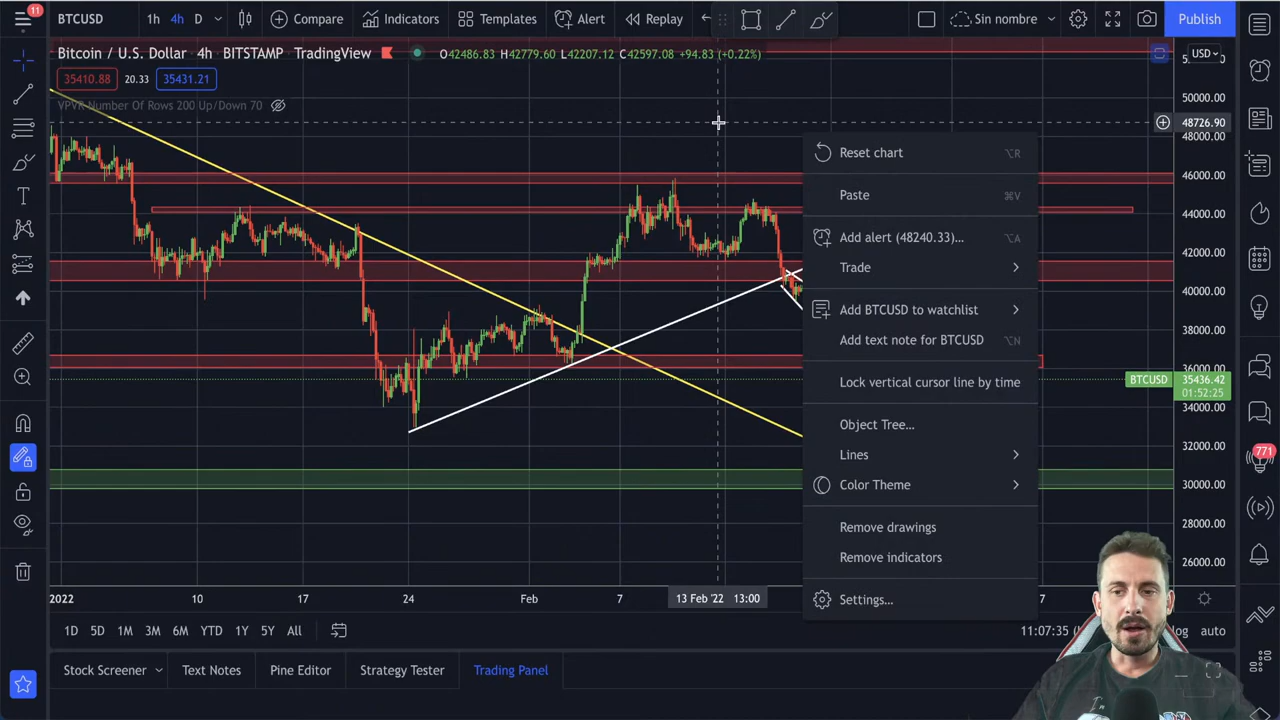 11
BTCUSD
1h 4h D
Compare
Indicators
Templates
Alert
Replay
Sin nombre
Publish
Bitcoin / U.S. Dollar · 4h · BITSTAMP · TradingView
O42486.83 H42779.60 L42207.12 C42597.08 +94.83 (+0.22%)
USD
35410.88 20.33 35431.21
VPVR Number Of Rows 200 Up/Down 70
50000.00
48726.90
48000.00
46000.00
44000.00
42000.00
40000.00
38000.00
36000.00
BTCUSD 35436.42
01:52:25
34000.00
32000.00
30000.00
28000.00
26000.00
Reset chart ⌥R
Paste ⌘V
Add alert (48240.33)... ⌥A
Trade
Add BTCUSD to watchlist
Add text note for BTCUSD ⌥N
Lock vertical cursor line by time
Object Tree...
Lines
Color Theme
Remove drawings
Remove indicators
Settings...
771
2022 10 17 24 Feb 7 13 Feb '22 13:00 7
1D 5D 1M 3M 6M YTD 1Y 5Y All
11:07:35 log auto
Stock Screener
Text Notes
Pine Editor
Strategy Tester
Trading Panel